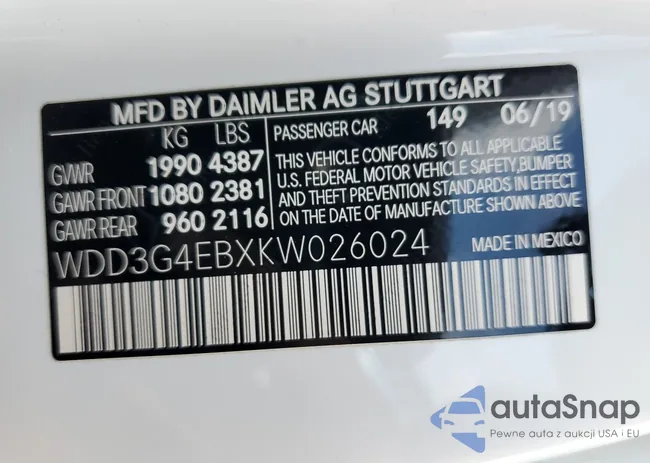 MFD BY DAIMLER AG STUTTGART
KG LBS
GVWR 1990 4387
GAWR FRONT 1080 2381
GAWR REAR 960 2116
PASSENGER CAR 149 06/19
THIS VEHICLE CONFORMS TO ALL APPLICABLE
U.S. FEDERAL MOTOR VEHICLE SAFETY,BUMPER
AND THEFT PREVENTION STANDARDS IN EFFECT
ON THE DATE OF MANUFACTURE SHOWN ABOVE
WDD3G4EBXKW026024 MADE IN MEXICO
autaSnap
Pewne auta z aukcji USA i EU